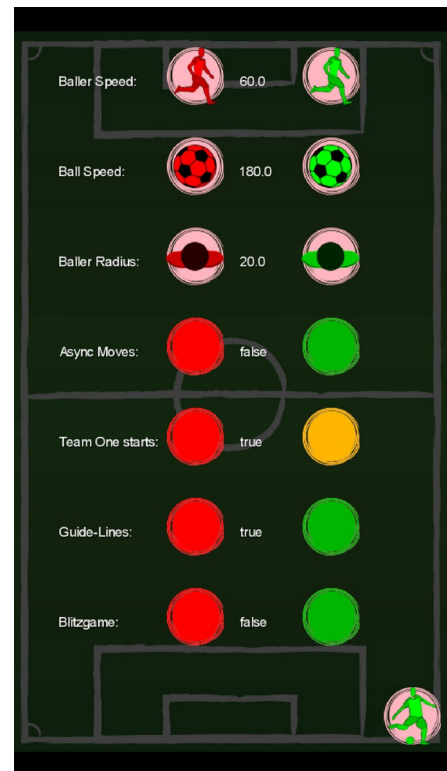 Baller Speed: 60.0
Ball Speed: 180.0
Baller Radius: 20.0
Async Moves: false
Team One starts: true
Guide-Lines: true
Blitzgame: false